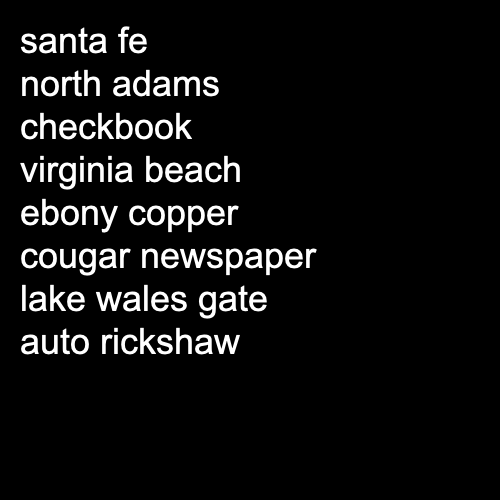 santa fe
north adams
checkbook
virginia beach
ebony copper
cougar newspaper
lake wales gate
auto rickshaw